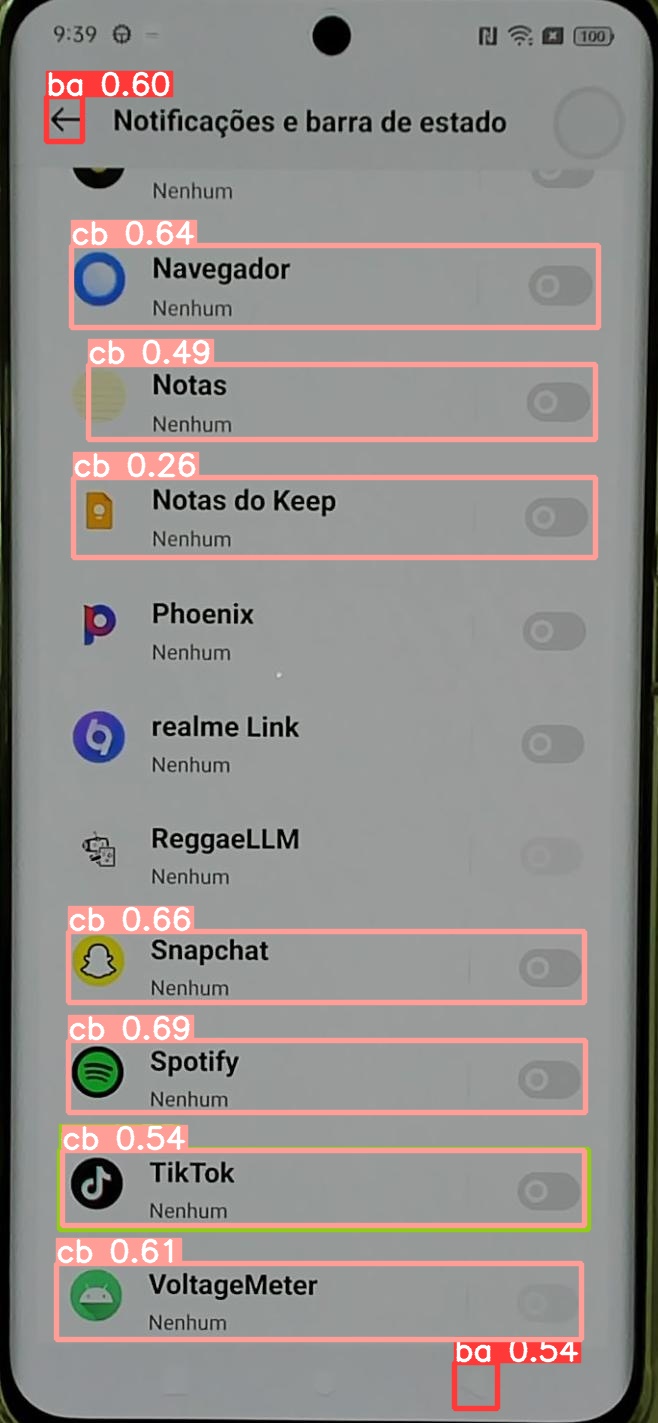 9:39
100
ba 0.60
Notificações e barra de estado
Nenhum
cb 0.64
Navegador
Nenhum
cb 0.49
Notas
Nenhum
cb 0.26
Notas do Keep
Nenhum
Phoenix
Nenhum
realme Link
Nenhum
ReggaeLLM
Nenhum
cb 0.66
Snapchat
Nenhum
cb 0.69
Spotify
Nenhum
cb 0.54
TikTok
Nenhum
cb 0.61
VoltageMeter
Nenhum
ba 0.54